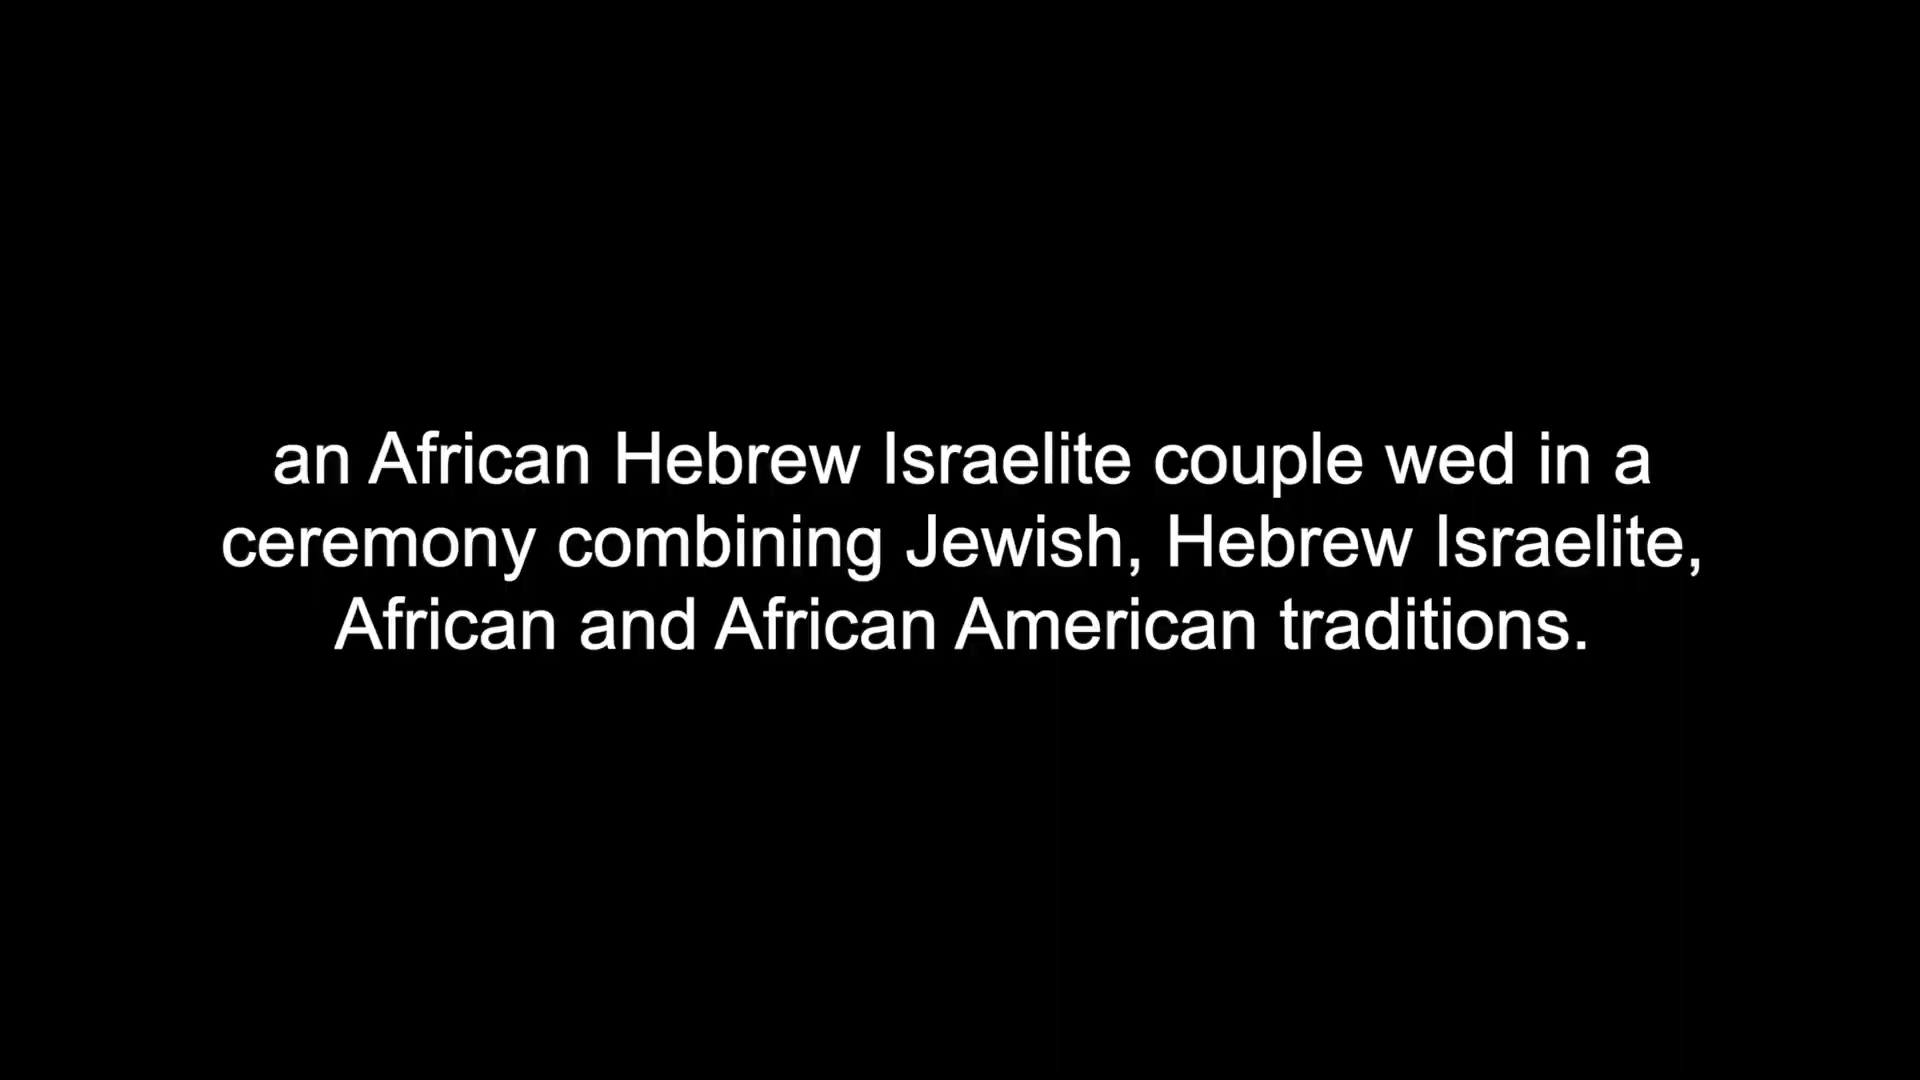 an African Hebrew Israelite couple wed in a
ceremony combining Jewish, Hebrew Israelite,
African and African American traditions.